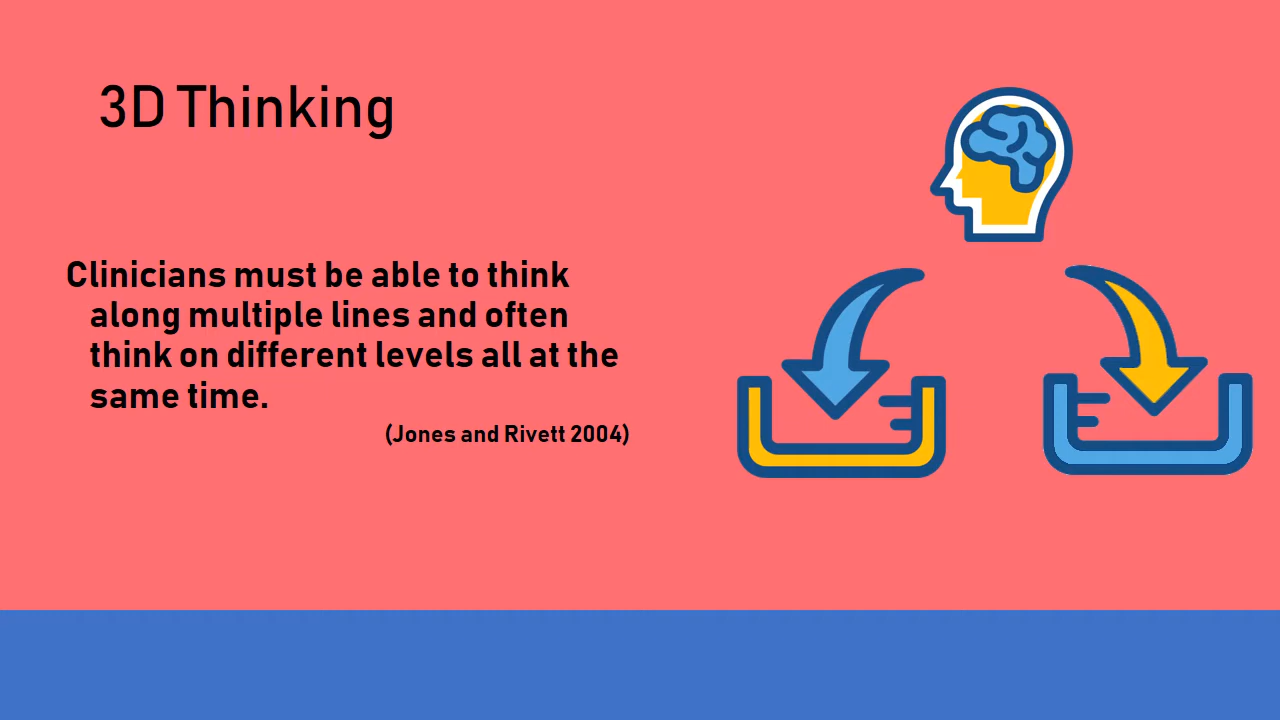 3D Thinking
Clinicians must be able to think
along multiple lines and often
think on different levels all at the
same time.
(Jones and Rivett 2004)